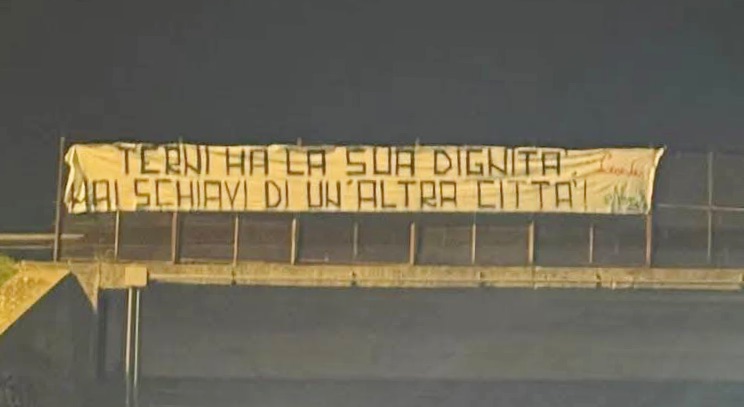 TERNI HA LA SUA DIGNITA'
MAI SCHIAVI DI UN'ALTRA CITTA'!